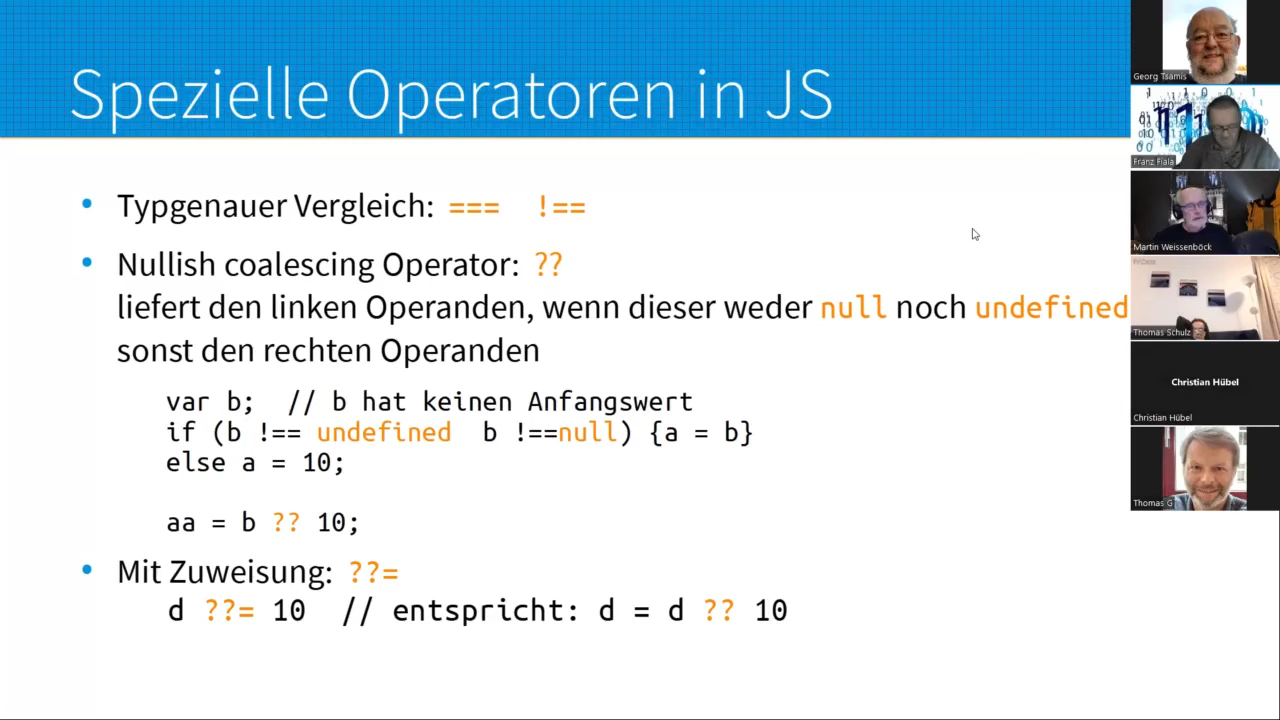 Spezielle Operatoren in JS
• Typgenauer Vergleich: === !==
• Nullish coalescing Operator: ??
liefert den linken Operanden, wenn dieser weder null noch undefined
sonst den rechten Operanden
var b; // b hat keinen Anfangswert
if (b !== undefined b !==null) {a = b}
else a = 10;
aa = b ?? 10;
• Mit Zuweisung: ??=
d ??= 10 // entspricht: d = d ?? 10
Georg Tsamis
Franz Fiala
Martin Weissenböck
Thomas Schulz
Christian Hübel
Christian Hübel
Thomas G